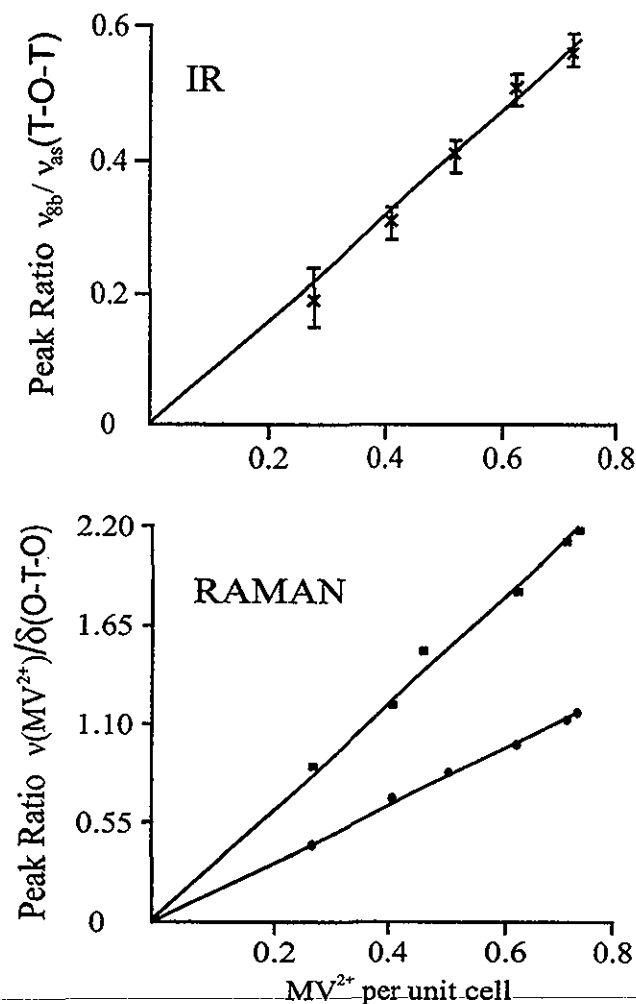 0.6
IR
0.4
0.2
0
0.2 0.4 0.6 0.8
Peak Ratio ν8b/ νas(T-O-T)
2.20
RAMAN
1.65
1.10
0.55
0
0.2 0.4 0.6 0.8
Peak Ratio ν(MV²⁺)/δ(O-T-O)
MV²⁺ per unit cell